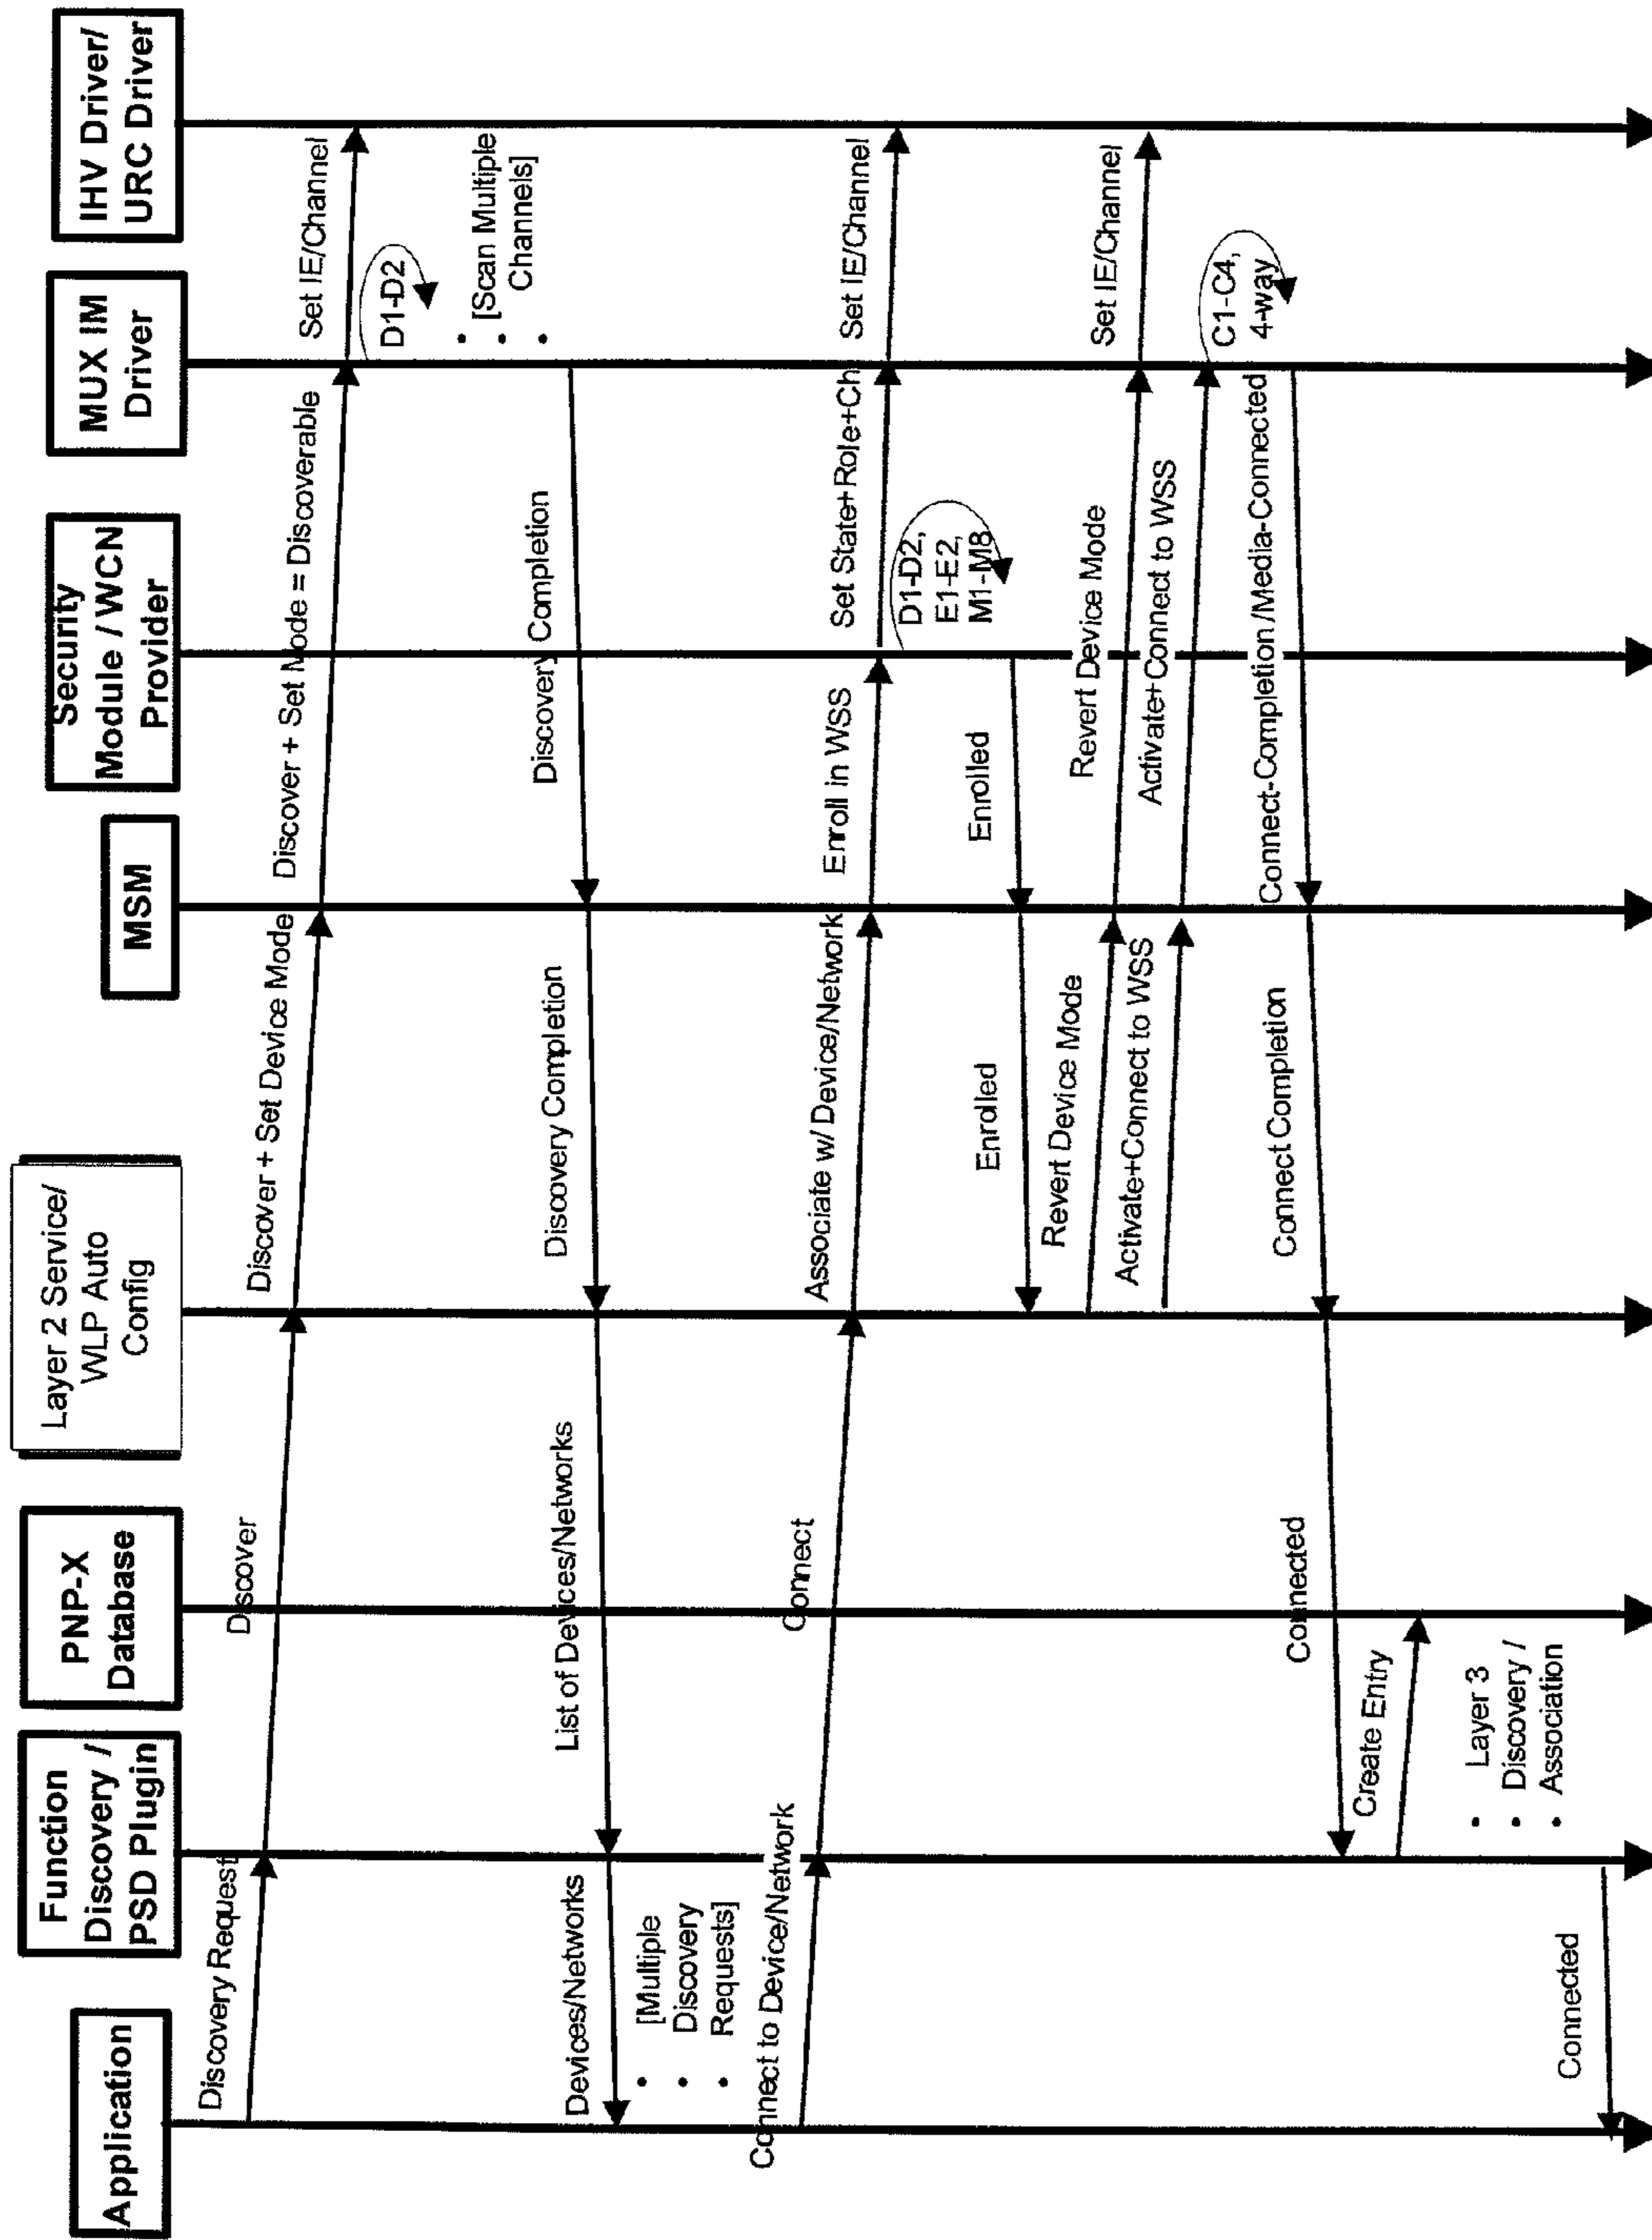 Application
Function
Discovery /
PSD Plugin
PNP-X
Database
Layer 2 Service/
WLP Auto
Config
MSM
Security
Module / WCN
Provider
MUX IM
Driver
IHV Driver/
URC Driver
Discovery Request
Discover
Discover + Set Device Mode
Discover + Set Mode = Discoverable
Set IE/Channel
D1-D2
• [Scan Multiple
• Channels]
•
Discovery Completion
Discovery Completion
List of Devices/Networks
Devices/Networks
• [Multiple
• Discovery
• Requests]
Connect to Device/Network
Connect
Associate w/ Device/Network
Enroll in WSS
Set State+Role+Ch
Set IE/Channel
D1-D2,
E1-E2,
M1-M8
Enrolled
Enrolled
Revert Device Mode
Revert Device Mode
Set IE/Channel
Activate+Connect to WSS
Activate+Connect to WSS
C1-C4,
4-way
Connect-Completion/Media-Connected
Connect Completion
Connected
Create Entry
• Layer 3
• Discovery /
• Association
Connected